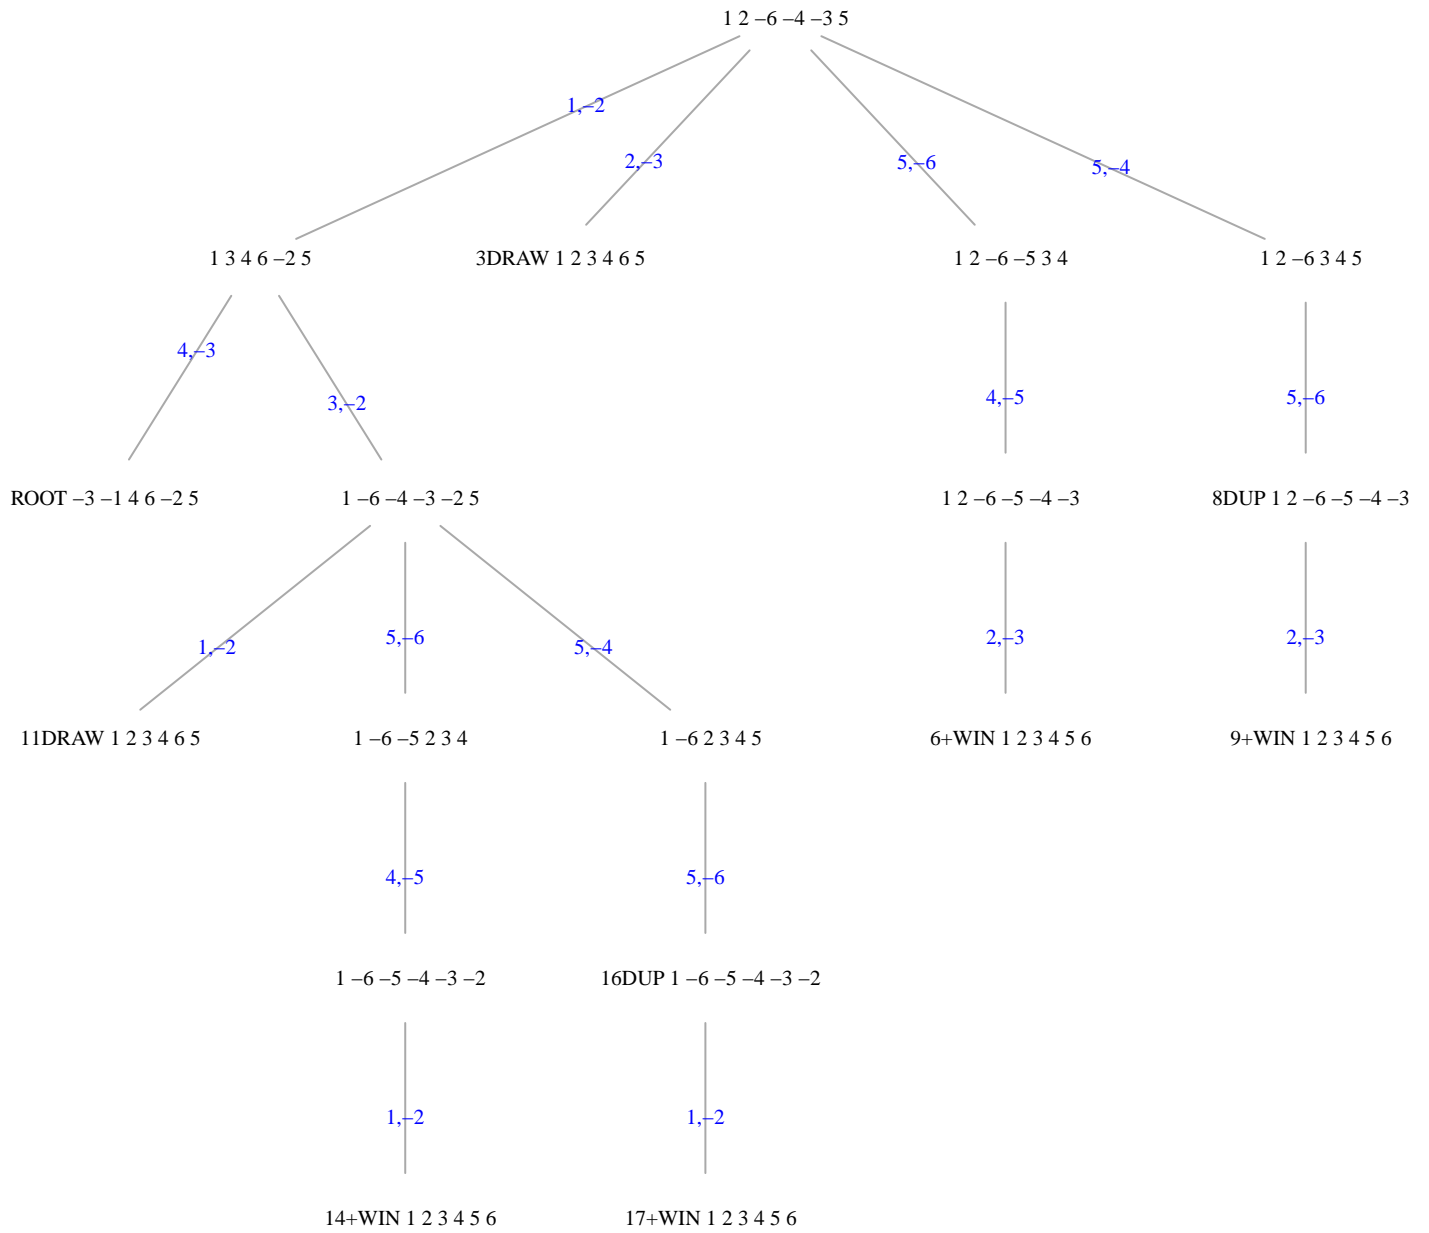 1 2 –6 –4 –3 5
1,–2
2,–3
5,–6
5,–4
1 3 4 6 –2 5
3DRAW 1 2 3 4 6 5
1 2 –6 –5 3 4
1 2 –6 3 4 5
4,–3
3,–2
4,–5
5,–6
ROOT –3 –1 4 6 –2 5
1 –6 –4 –3 –2 5
1 2 –6 –5 –4 –3
8DUP 1 2 –6 –5 –4 –3
1,–2
5,–6
5,–4
2,–3
2,–3
11DRAW 1 2 3 4 6 5
1 –6 –5 2 3 4
1 –6 2 3 4 5
6+WIN 1 2 3 4 5 6
9+WIN 1 2 3 4 5 6
4,–5
5,–6
1 –6 –5 –4 –3 –2
16DUP 1 –6 –5 –4 –3 –2
1,–2
1,–2
14+WIN 1 2 3 4 5 6
17+WIN 1 2 3 4 5 6